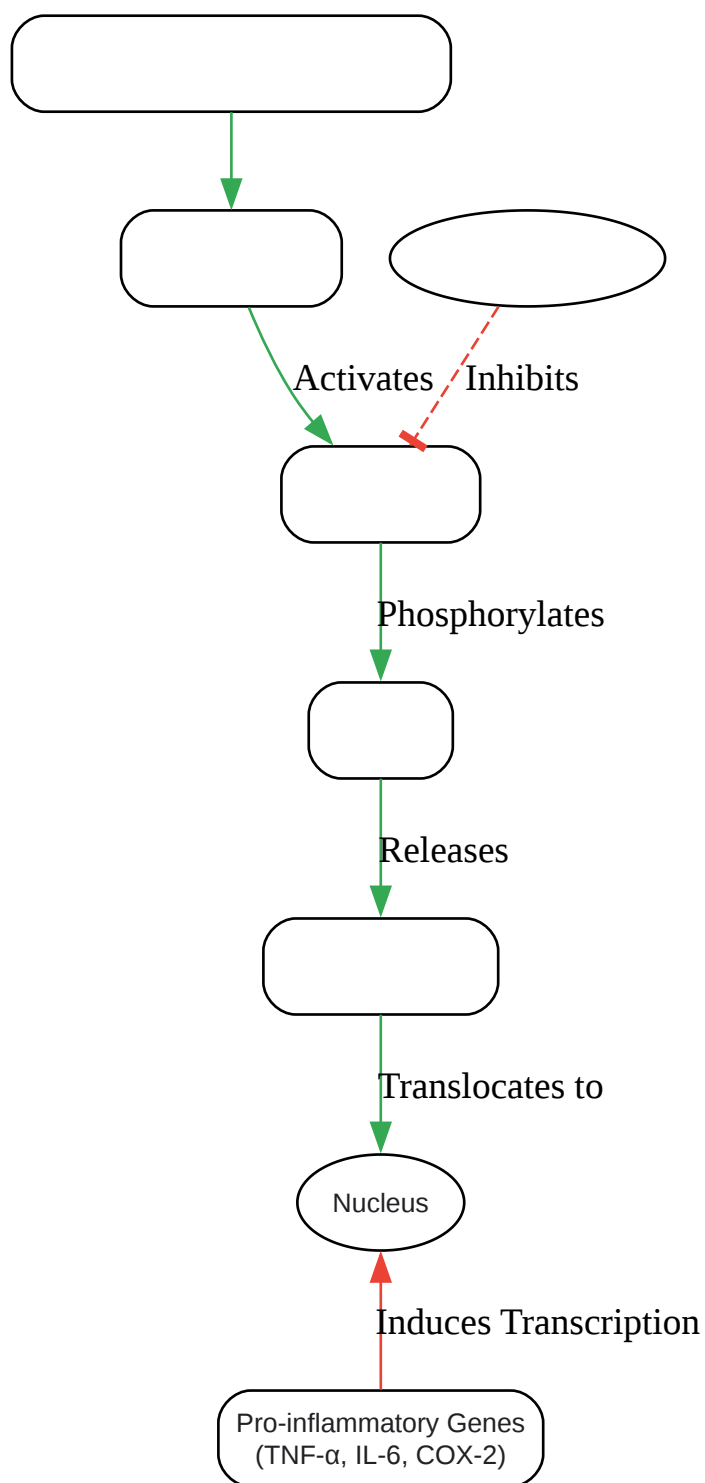 Activates
Inhibits
Phosphorylates
Releases
Translocates to
Nucleus
Induces Transcription
Pro-inflammatory Genes
(TNF-α, IL-6, COX-2)